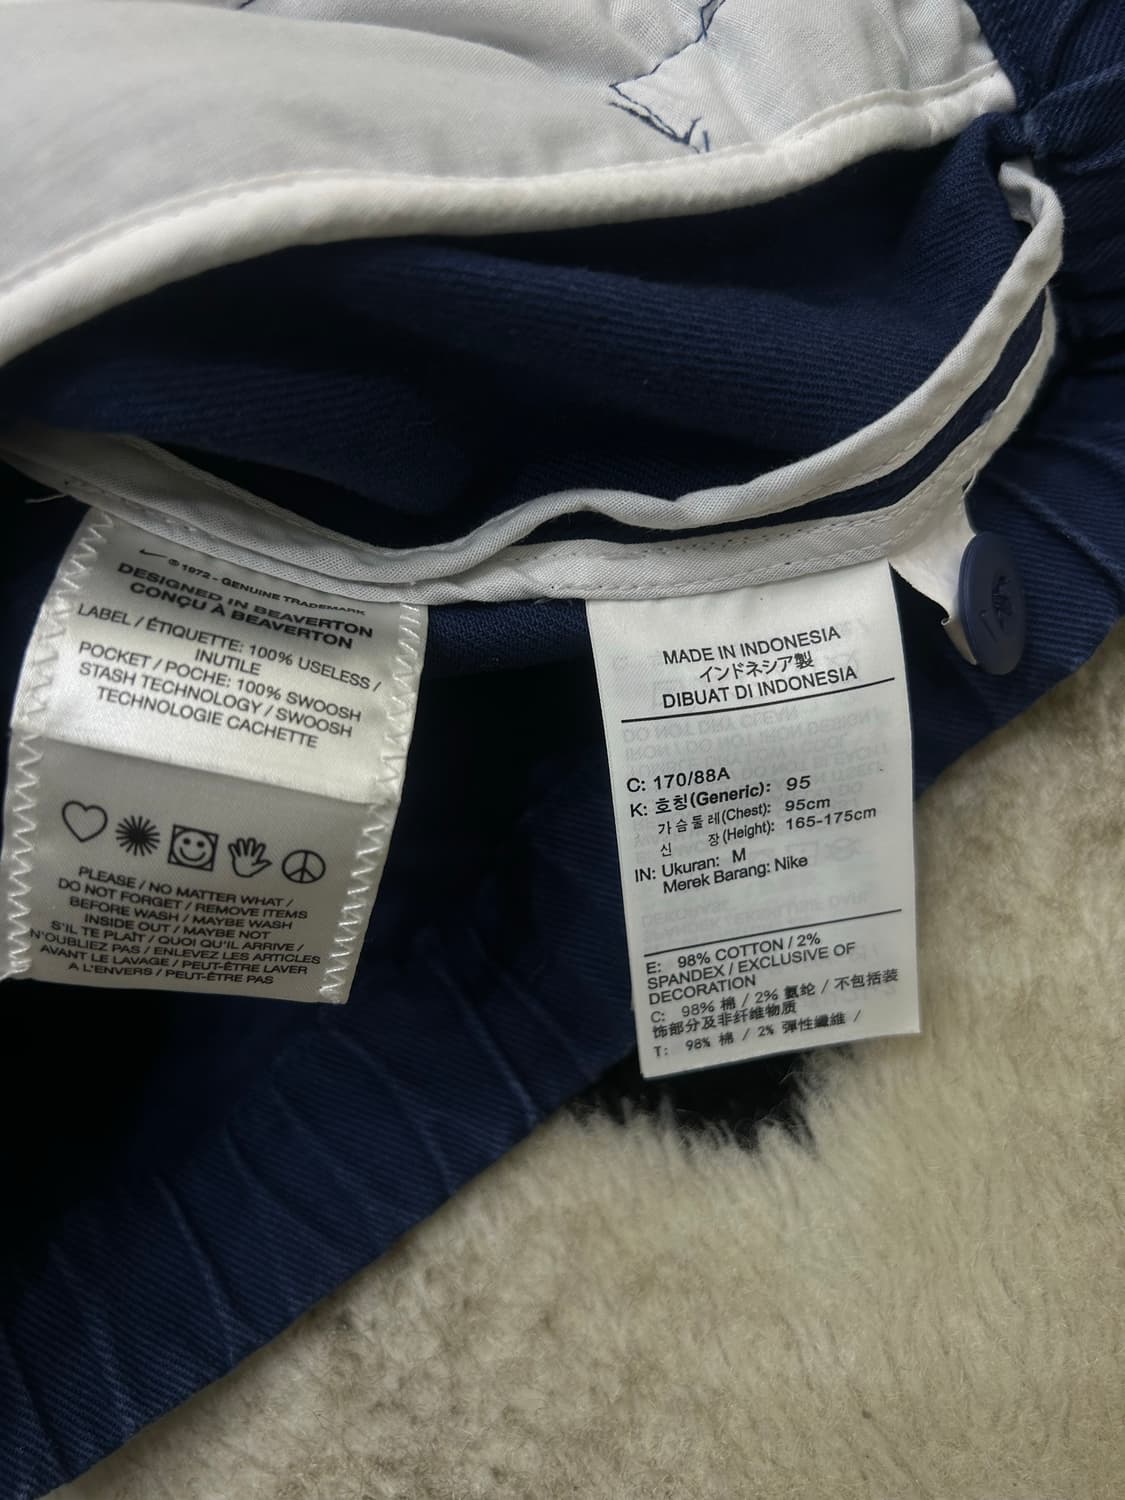 © 1972 - GENUINE TRADEMARK
DESIGNED IN BEAVERTON
CONÇU À BEAVERTON
LABEL / ÉTIQUETTE: 100% USELESS /
INUTILE
POCKET / POCHE: 100% SWOOSH
STASH TECHNOLOGY / SWOOSH
TECHNOLOGIE CACHETTE
PLEASE / NO MATTER WHAT /
DO NOT FORGET / REMOVE ITEMS
BEFORE WASH / MAYBE WASH
INSIDE OUT / MAYBE NOT
S'IL TE PLAÎT / QUOI QU'IL ARRIVE /
N'OUBLIEZ PAS / ENLEVEZ LES ARTICLES
AVANT LE LAVAGE / PEUT-ÊTRE LAVER
A L'ENVERS / PEUT-ÊTRE PAS
MADE IN INDONESIA
インドネシア製
DIBUAT DI INDONESIA
C: 170/88A
K: 호칭(Generic): 95
가슴둘레(Chest): 95cm
신 장(Height): 165-175cm
IN: Ukuran: M
Merek Barang: Nike
E: 98% COTTON / 2%
SPANDEX / EXCLUSIVE OF
DECORATION
C: 98% 棉 / 2% 氨纶 / 不包括装
饰部分及非纤维物质
T: 98% 棉 / 2% 彈性纖維 /